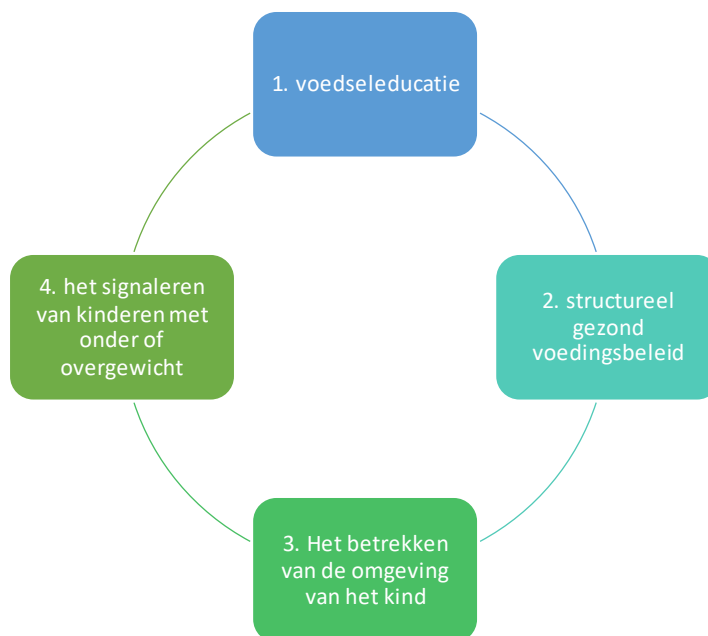 1. voedseleducatie
2. structureel
gezond
voedingsbeleid
3. Het betrekken
van de omgeving
van het kind
4. het signaleren
van kinderen met
onder of
overgewicht